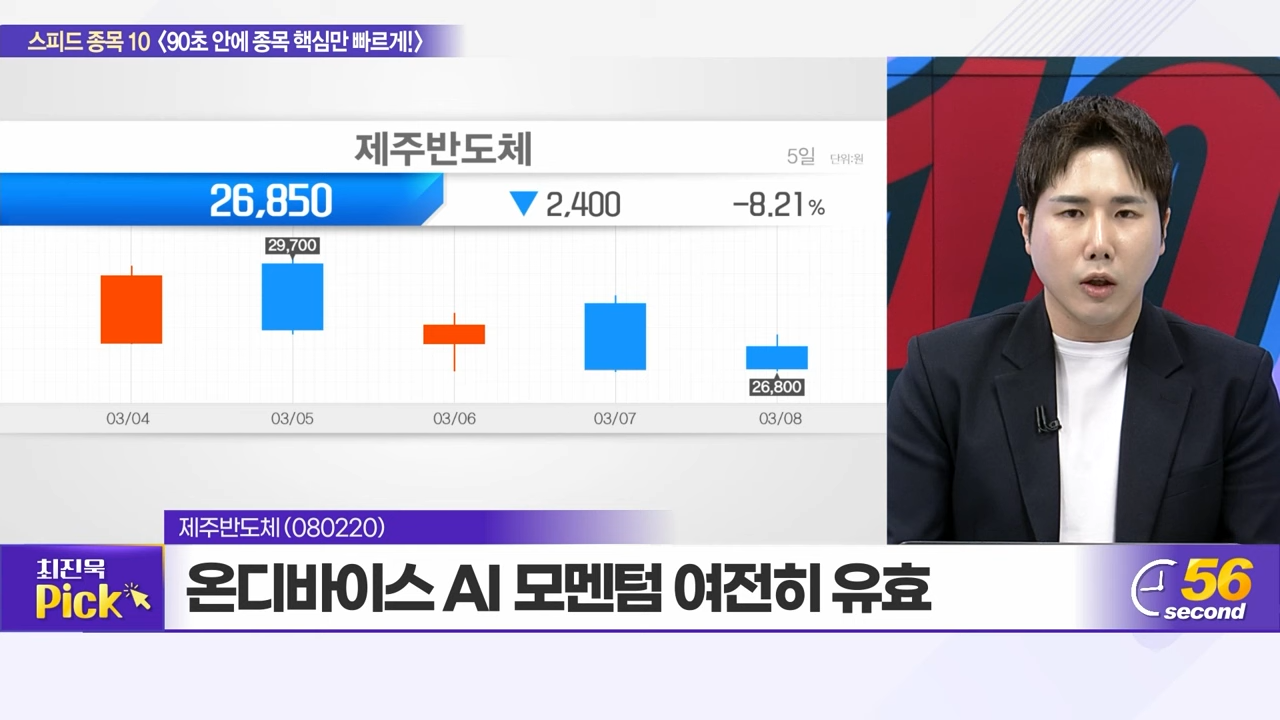 스피드 종목 10 〈90초 안에 종목 핵심만 빠르게!〉
제주반도체
5일 단위:원
26,850 ▼ 2,400 -8.21%
29,700
26,800
03/04 03/05 03/06 03/07 03/08
제주반도체(080220)
최진욱
Pick
온디바이스 AI 모멘텀 여전히 유효
56
second
10